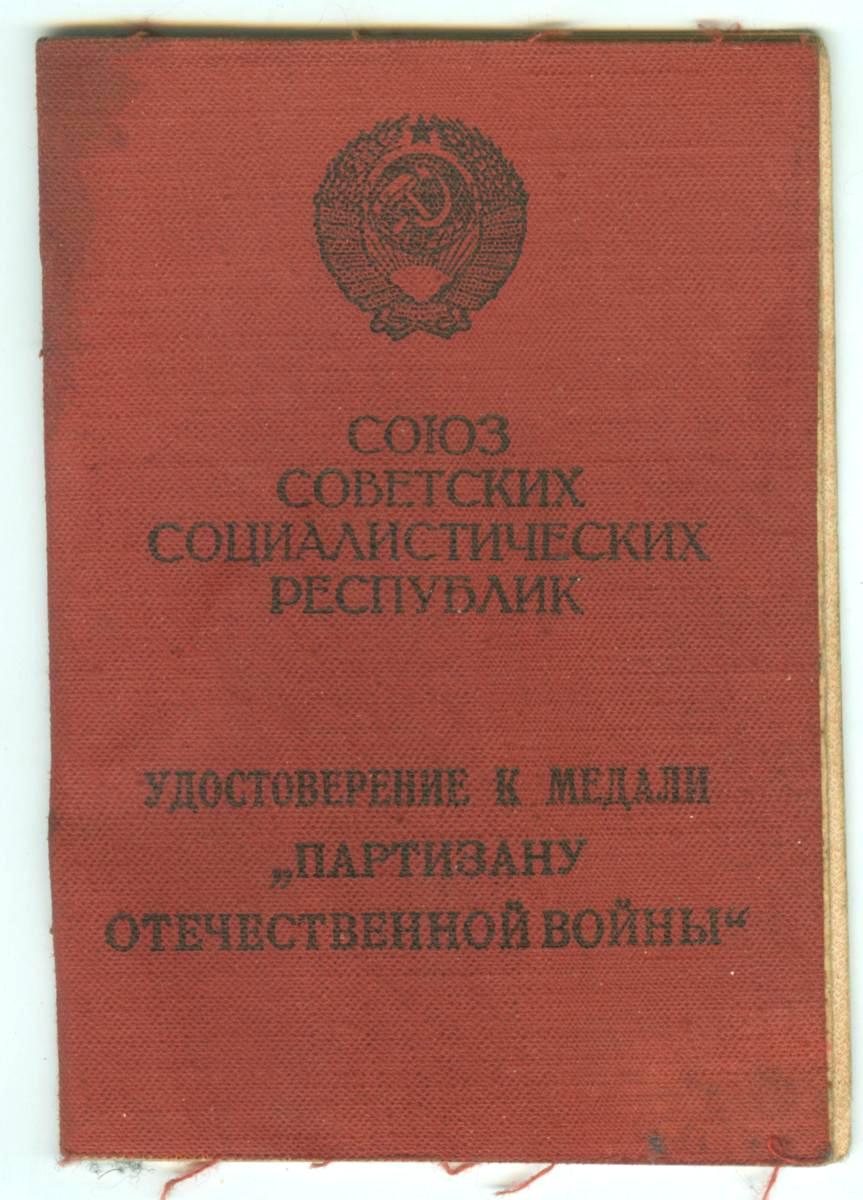 СОЮЗ
СОВЕТСКИХ
СОЦИАЛИСТИЧЕСКИХ
РЕСПУБЛИК
УДОСТОВЕРЕНИЕ К МЕДАЛИ
„ПАРТИЗАНУ
ОТЕЧЕСТВЕННОЙ ВОЙНЫ“